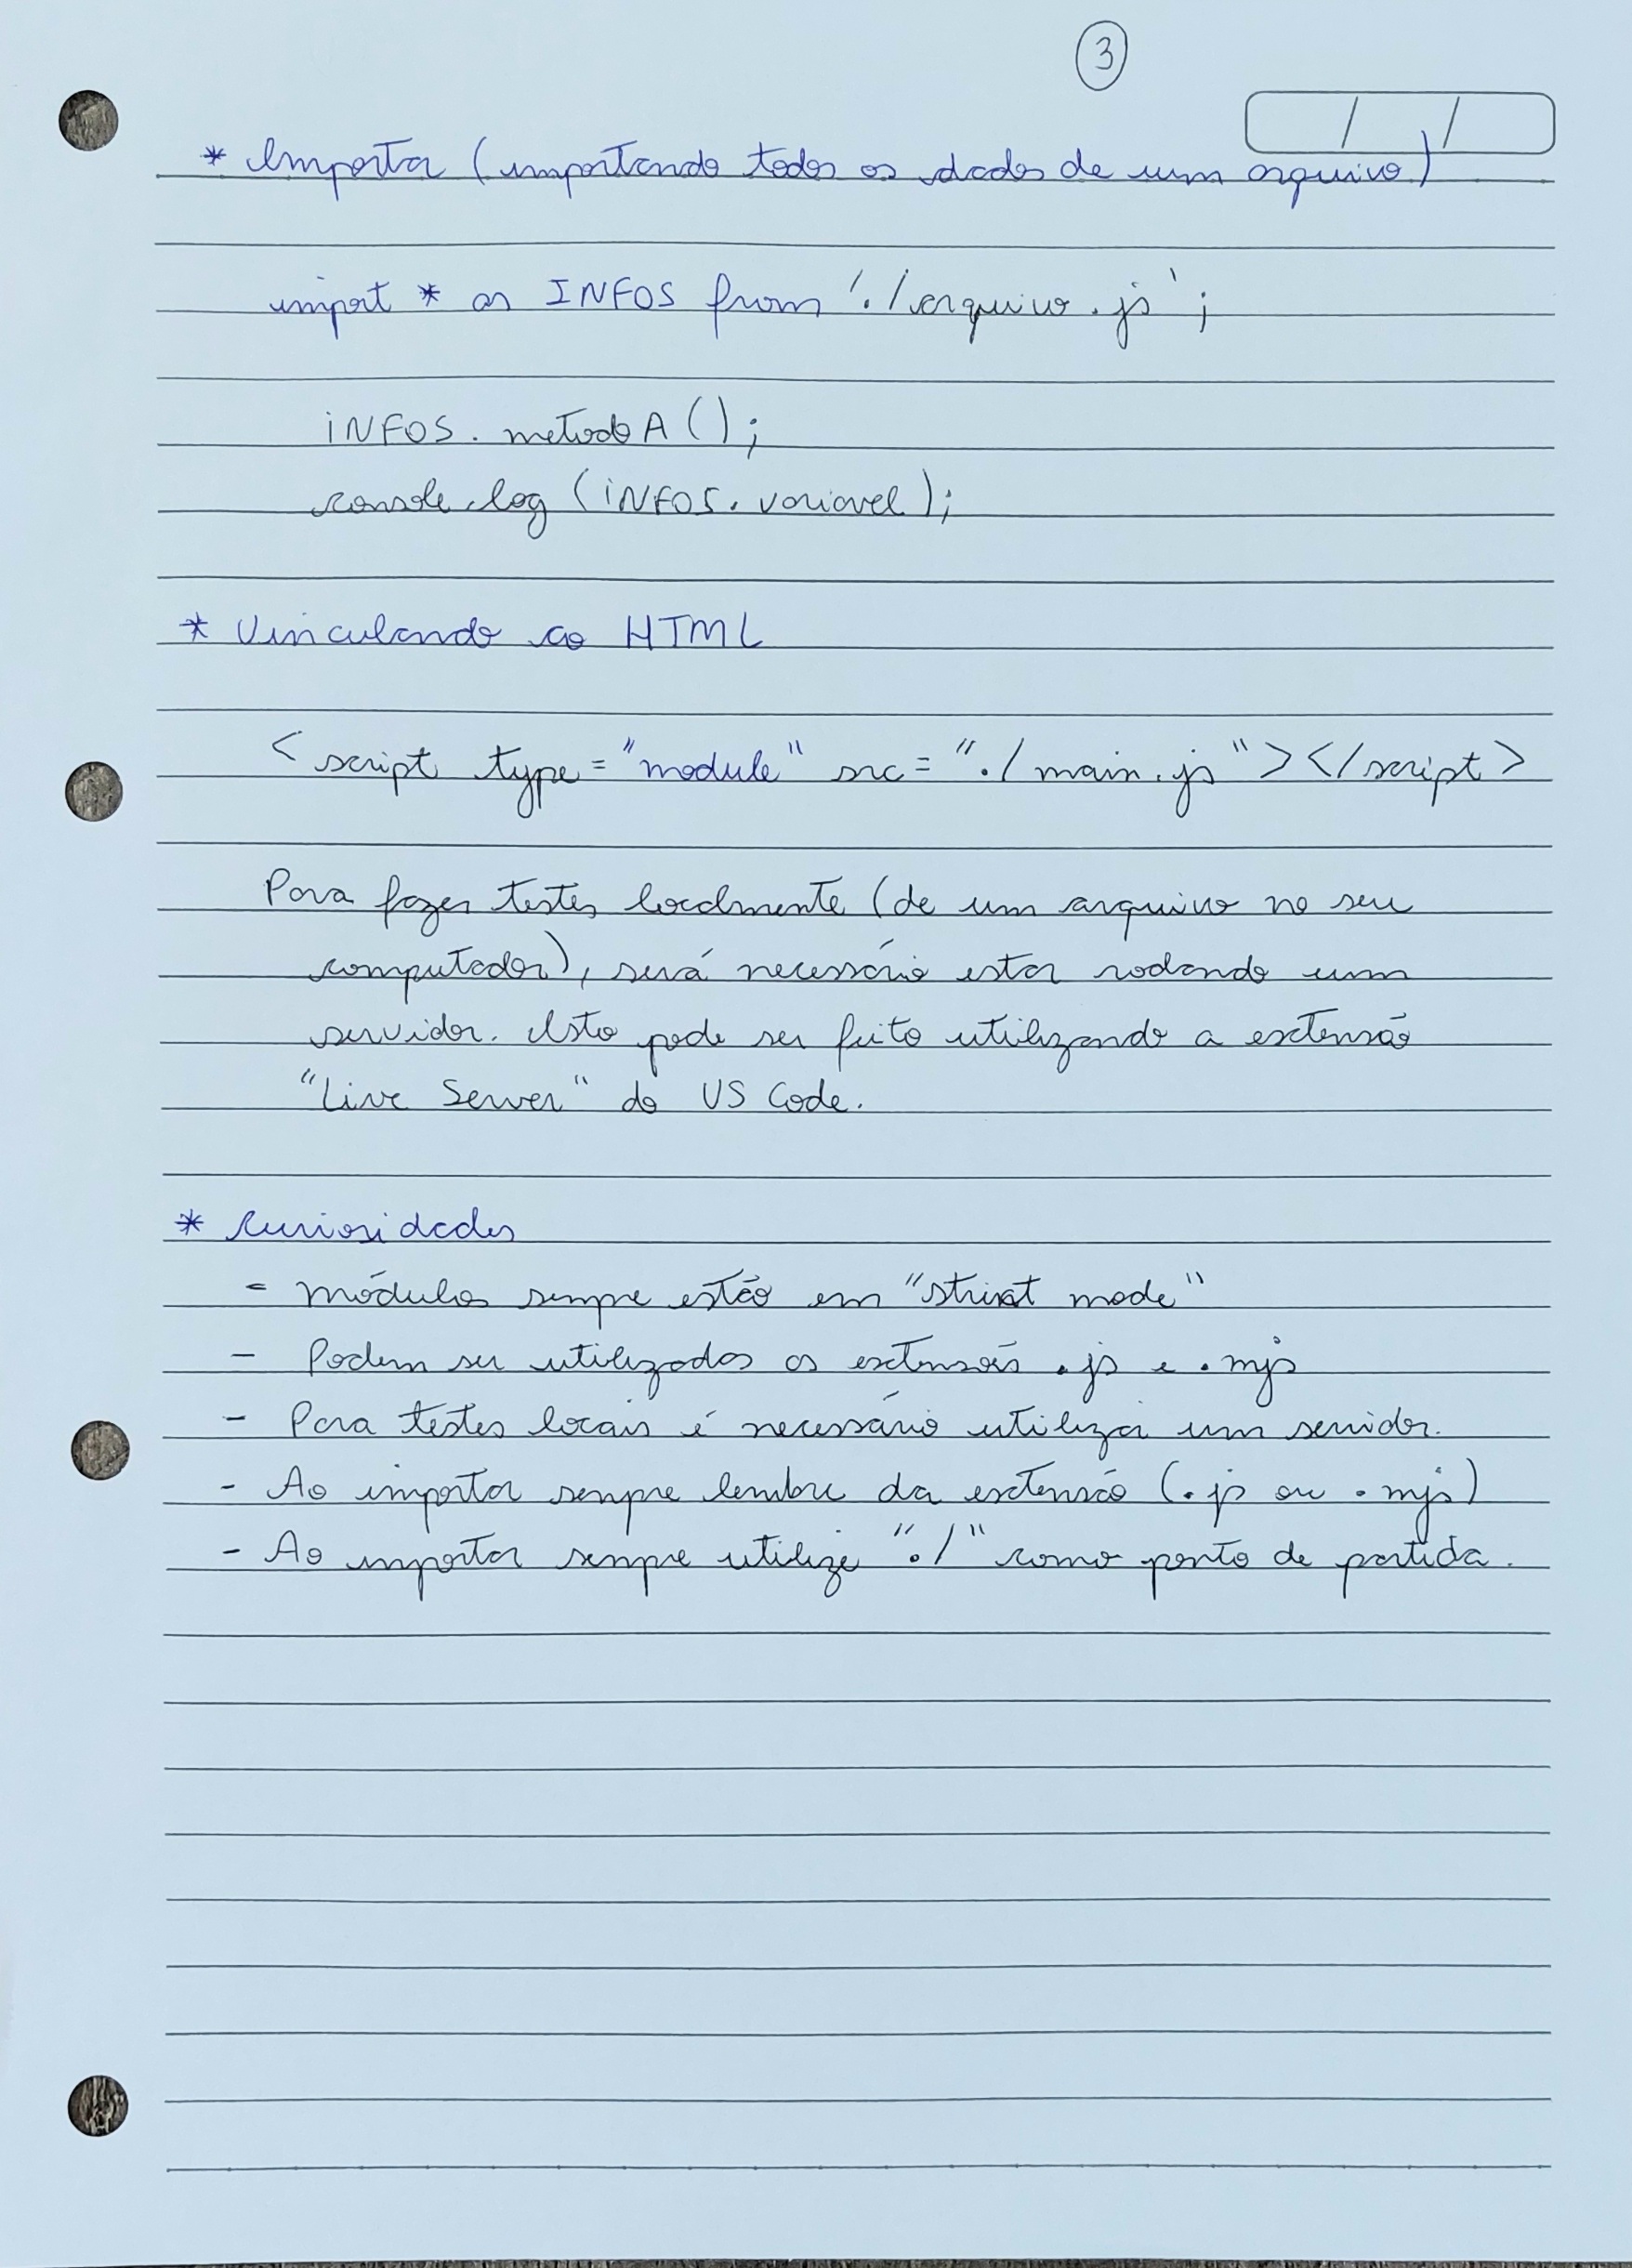 3
/ /
* Importar (importando todos os dados de um arquivo)
import * as INFOS from './arquivo.js';
INFOS.metodoA();
console.log(INFOS.variavel);
* Vinculando ao HTML
<script type="module" src="./main.js"></script>
Para fazer testes localmente (de um arquivo no seu
computador), será necessário estar rodando um
servidor. Isto pode ser feito utilizando a extensão
"Live Server" do VS Code.
* Curiosidades
- Módulos sempre estão em "strict mode"
- Podem ser utilizados as extensões .js e .mjs
- Para testes locais é necessário utilizar um servidor.
- Ao importar sempre lembre da extensão (.js ou .mjs)
- Ao importar sempre utilize "./" como ponto de partida.